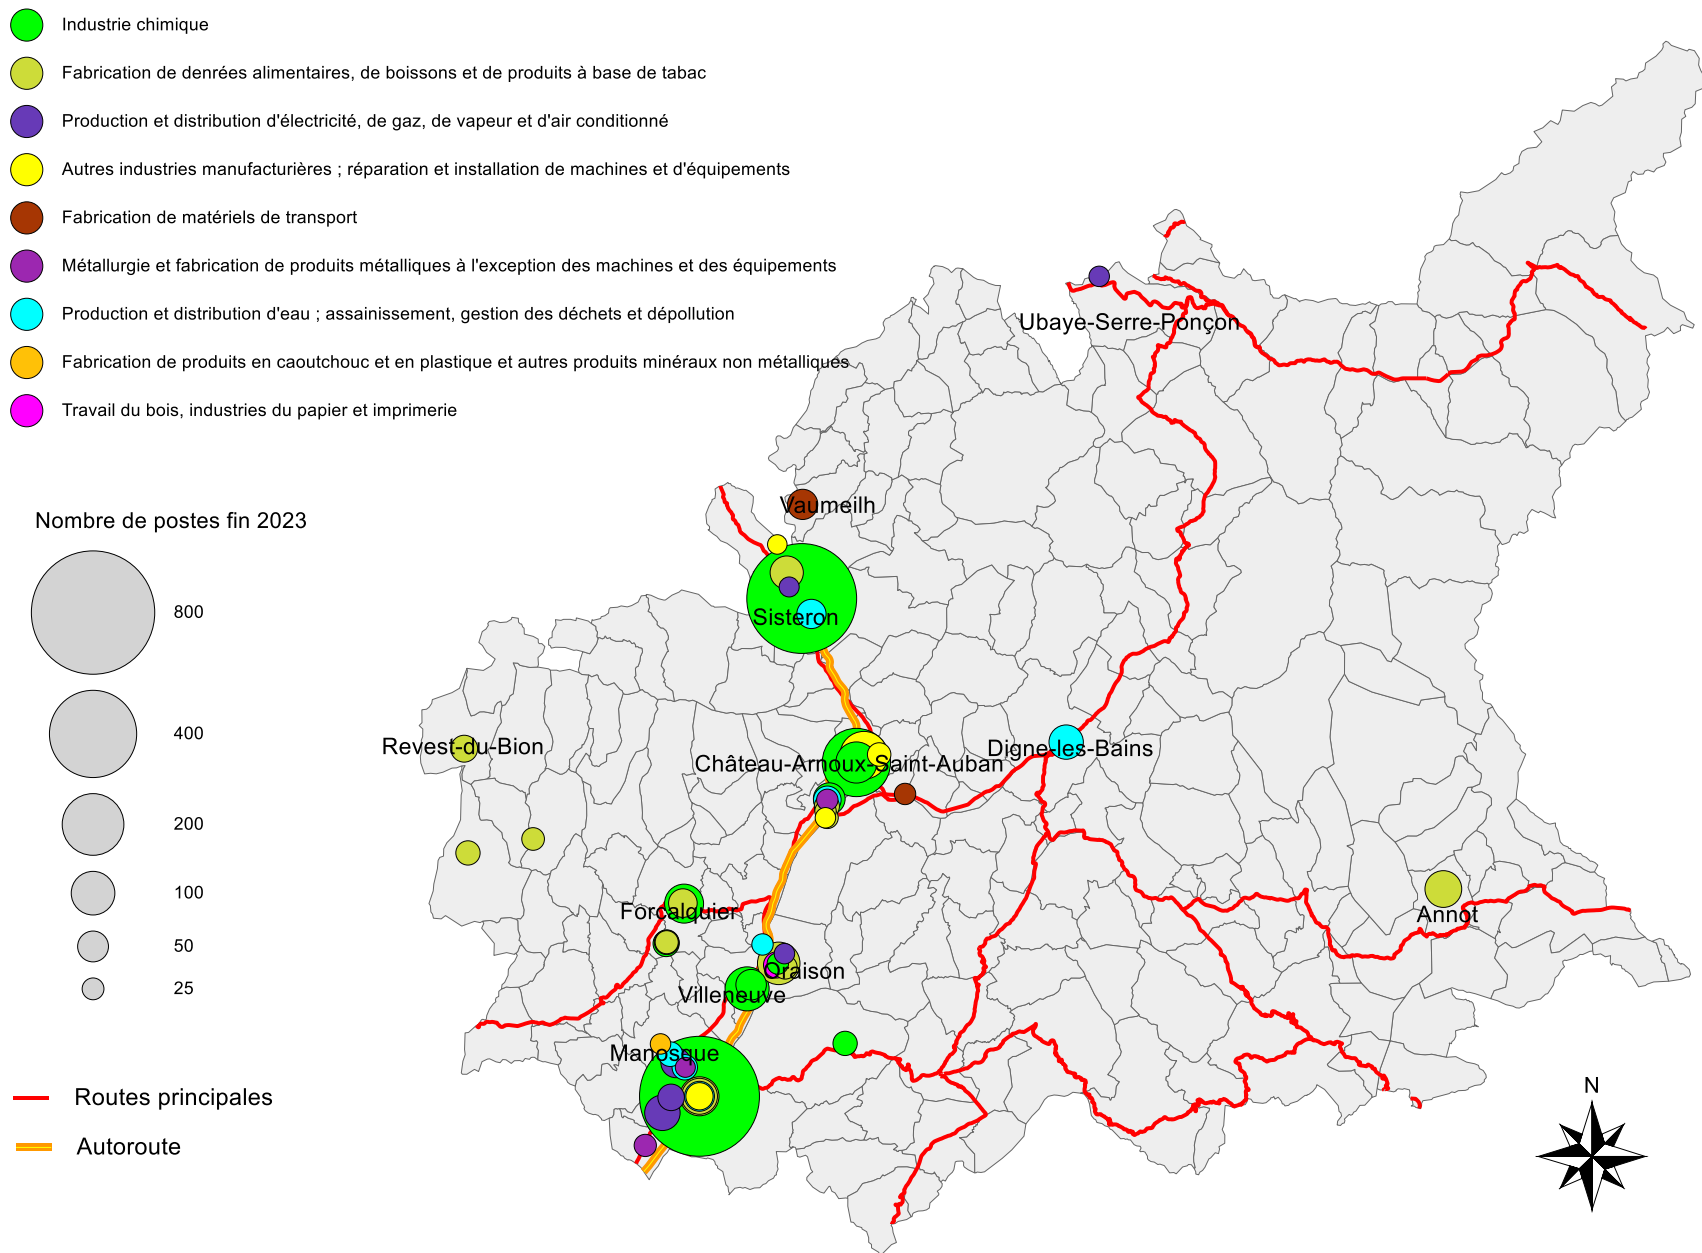 Industrie chimique
Fabrication de denrées alimentaires, de boissons et de produits à base de tabac
Production et distribution d'électricité, de gaz, de vapeur et d'air conditionné
Autres industries manufacturières ; réparation et installation de machines et d'équipements
Fabrication de matériels de transport
Métallurgie et fabrication de produits métalliques à l'exception des machines et des équipements
Production et distribution d'eau ; assainissement, gestion des déchets et dépollution
Fabrication de produits en caoutchouc et en plastique et autres produits minéraux non métalliques
Travail du bois, industries du papier et imprimerie
Nombre de postes fin 2023
800
400
200
100
50
25
Routes principales
Autoroute
Ubaye-Serre-Ponçon
Vaumeilh
Sisteron
Revest-du-Bion
Château-Arnoux-Saint-Auban
Digne-les-Bains
Forcalquier
Annot
Oraison
Villeneuve
Manosque
N